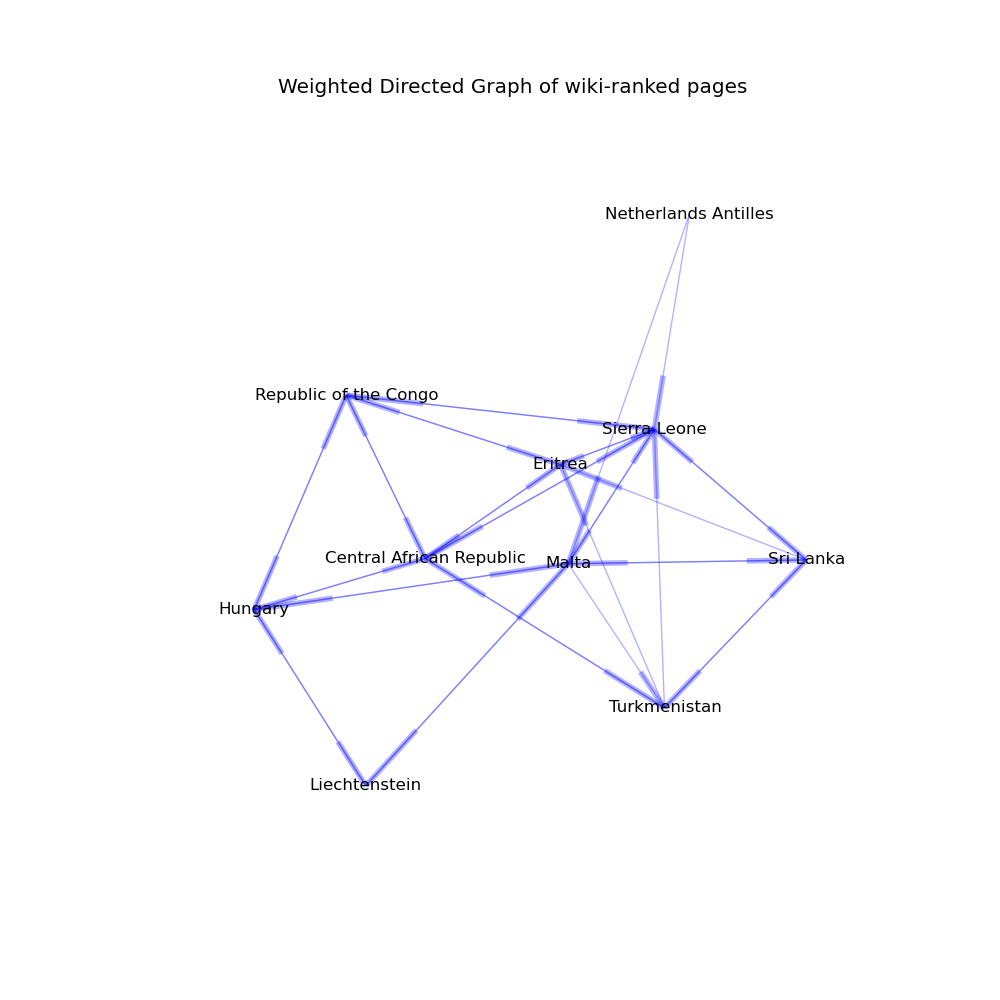 Weighted Directed Graph of wiki-ranked pages
Netherlands Antilles
Republic of the Congo
Sierra Leone
Eritrea
Central African Republic
Malta
Sri Lanka
Hungary
Turkmenistan
Liechtenstein